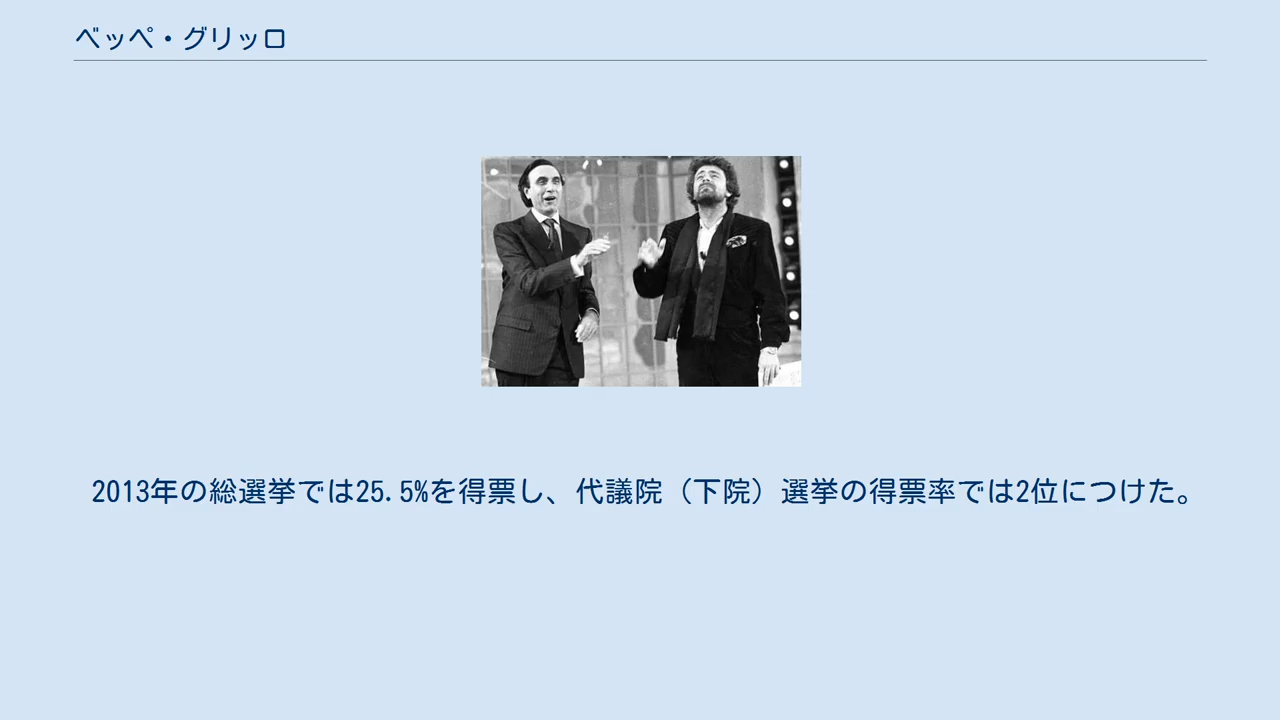 ベッペ・グリッロ
2013年の総選挙では25.5%を得票し、代議院（下院）選挙の得票率では2位につけた。